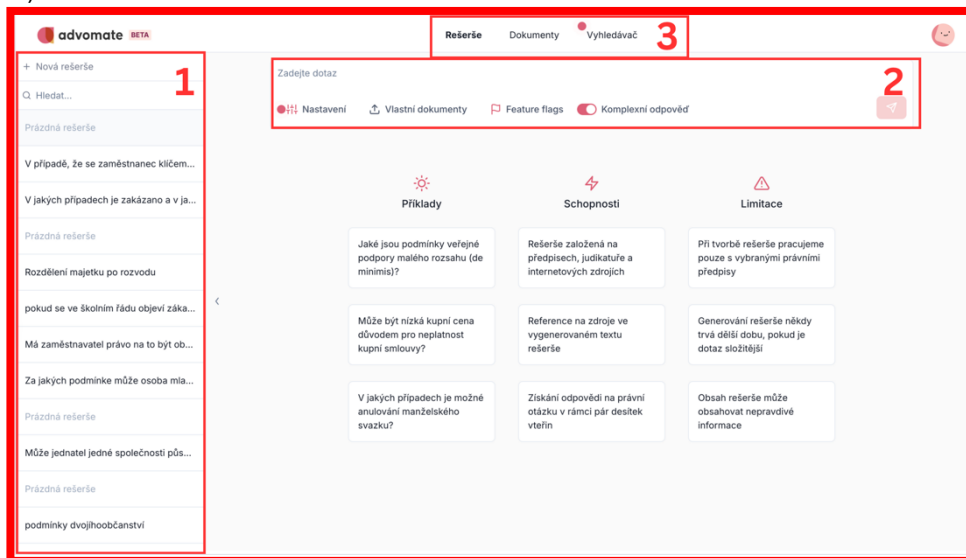 advomate BETA
Rešerše Dokumenty Vyhledávač 3
+ Nová rešerše
1
Hledat...
Prázdná rešerše
V případě, že se zaměstnanec klíčem...
V jakých případech je zakázano a v ja...
Prázdná rešerše
Rozdělení majetku po rozvodu
pokud se ve školním řádu objeví záka...
Má zaměstnavatel právo na to být ob...
Za jakých podmínke může osoba mla...
Prázdná rešerše
Může jednatel jedné společnosti půs...
Prázdná rešerše
podmínky dvojíhoobčanství
Zadejte dotaz
2
Nastavení Vlastní dokumenty Feature flags Komplexní odpověď
Příklady
Jaké jsou podmínky veřejné
podpory malého rozsahu (de
minimis)?
Může být nízká kupní cena
důvodem pro neplatnost
kupní smlouvy?
V jakých případech je možné
anulování manželského
svazku?
Schopnosti
Rešerše založená na
předpisech, judikatuře a
internetových zdrojích
Reference na zdroje ve
vygenerovaném textu
rešerše
Získání odpovědi na právní
otázku v rámci pár desítek
vteřin
Limitace
Při tvorbě rešerše pracujeme
pouze s vybranými právními
předpisy
Generování rešerše někdy
trvá delší dobu, pokud je
dotaz složitější
Obsah rešerše může
obsahovat nepravdivé
informace